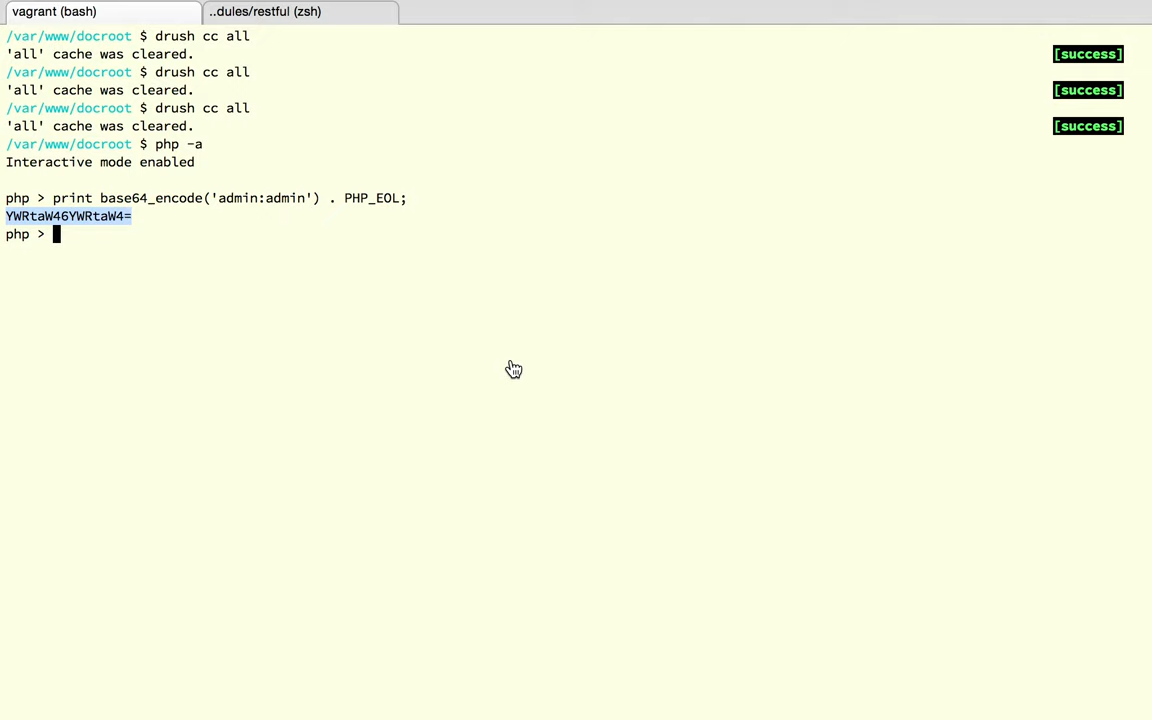 vagrant (bash) ..dules/restful (zsh)
/var/www/docroot $ drush cc all
'all' cache was cleared. [success]
/var/www/docroot $ drush cc all
'all' cache was cleared. [success]
/var/www/docroot $ drush cc all
'all' cache was cleared. [success]
/var/www/docroot $ php -a
Interactive mode enabled
php > print base64_encode('admin:admin') . PHP_EOL;
YWRtaW46YWRtaW4=
php >